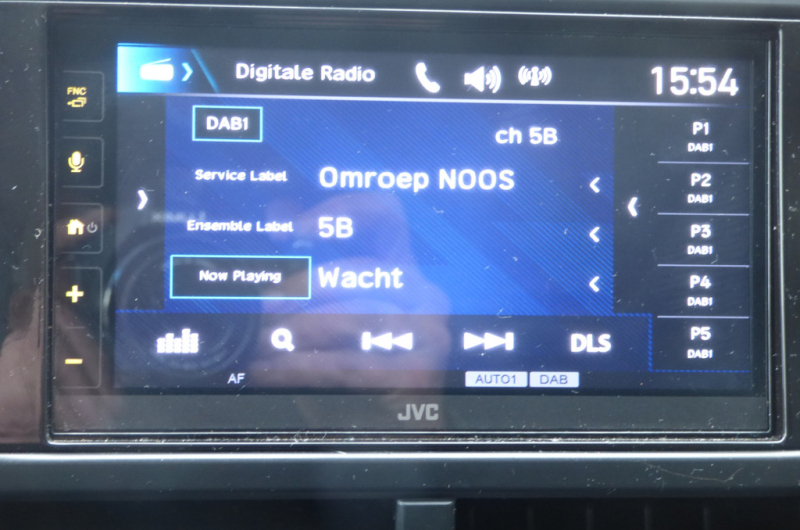 FNC
Digitale Radio
15:54
DAB1
ch 5B
Service Label Omroep NOOS
Ensemble Label 5B
Now Playing Wacht
P1
DAB1
P2
DAB1
P3
DAB1
P4
DAB1
P5
DAB1
DLS
AF
AUTO1 DAB
JVC